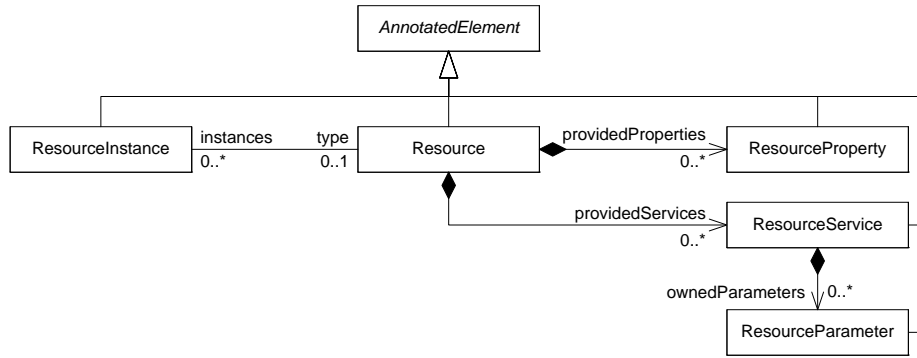 AnnotatedElement
ResourceInstance
instances
0..*
type
0..1
Resource
providedProperties
0..*
ResourceProperty
providedServices
0..*
ResourceService
ownedParameters
0..*
ResourceParameter